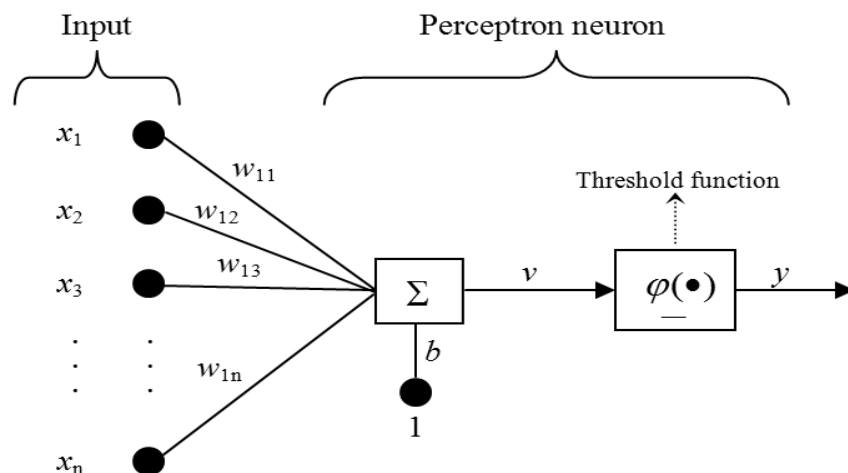 Input
Perceptron neuron
x1
w11
Threshold function
x2
w12
x3
w13
Σ
v
φ(•)
y
w1n
b
1
xn